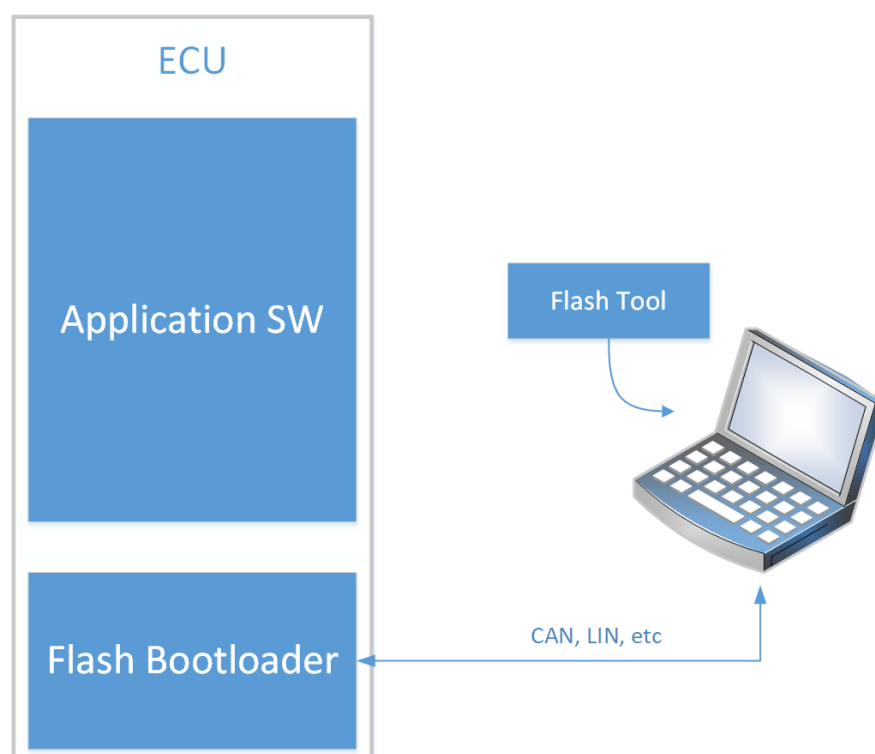 ECU
Application SW
Flash Tool
CAN, LIN, etc
Flash Bootloader